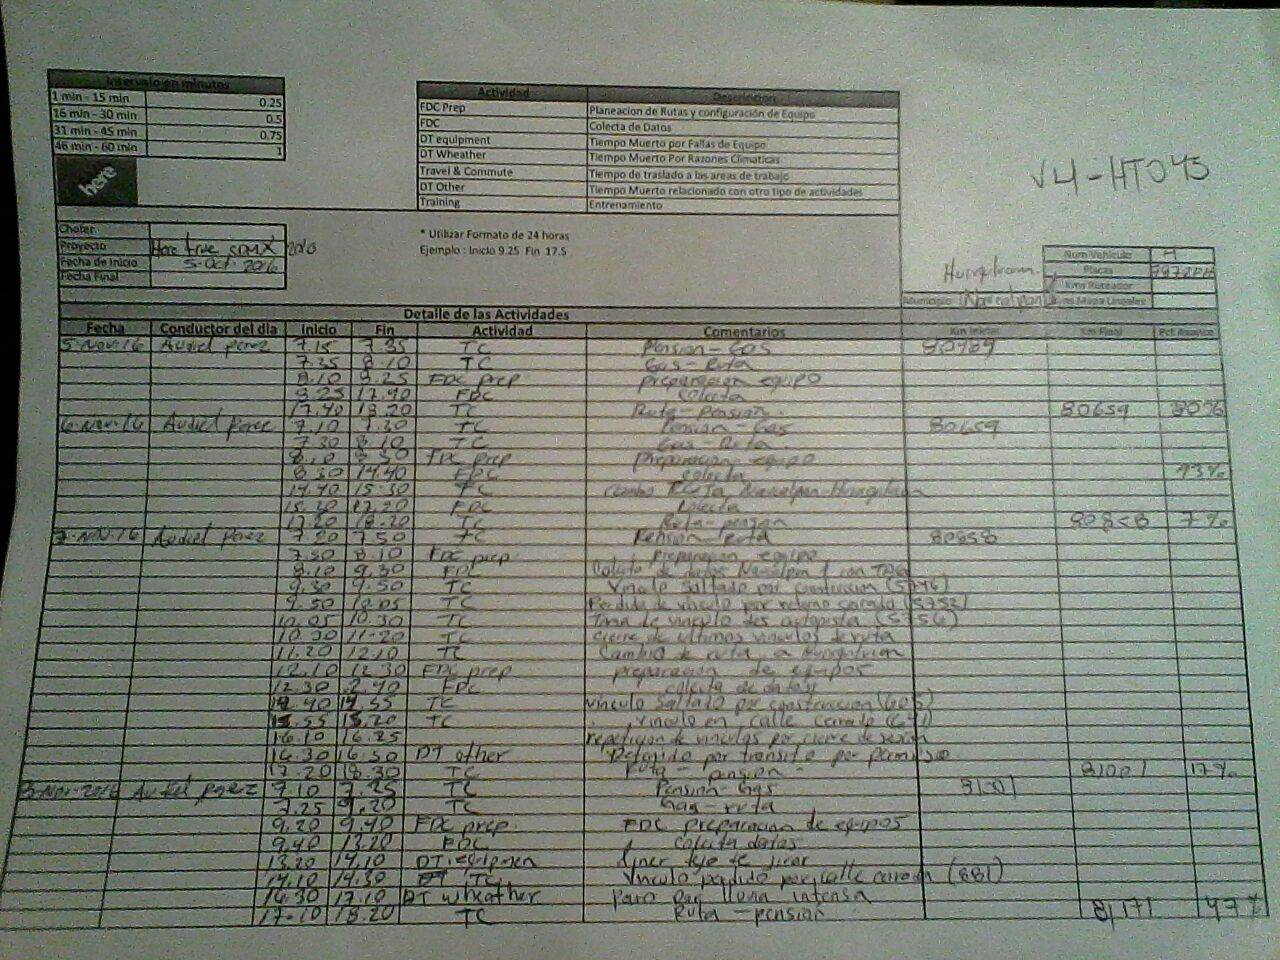 Intervalo en minutos
1 min - 15 min 0.25
16 min - 30 min 0.5
31 min - 45 min 0.75
46 min - 60 min 1
here
Actividad Descripcion
FDC Prep Planeacion de Rutas y configuración de Equipo
FDC Colecta de Datos
DT equipment Tiempo Muerto por Fallas de Equipo
DT Wheather Tiempo Muerto Por Razones Climaticas
Travel & Commute Tiempo de traslado a las areas de trabajo
DT Other Tiempo Muerto relacionado con otro tipo de actividades
Training Entrenamiento
V4-HT043
Chofer
Proyecto Here true CDMX 2016
Fecha de Inicio 5-Oct-2016
Fecha Final
* Utilizar Formato de 24 horas
Ejemplo : Inicio 9.25 Fin 17.5
Num Vehiculo 4
Placas
Kms Ruteador
Municipio Kms Mapa Lineales
Detalle de las Actividades
Fecha Conductor del dia Inicio Fin Actividad Comentarios Km Inicial Km Final Pct Avance
5-Nov-16 Audiel perez 7.15 7.35 TC Pension-Gas 80489
7.35 8.10 TC Gas-Ruta
8.10 8.25 FDC prep preparacion equipo
8.25 17.40 FDC colecta
17.40 18.20 TC Ruta-pension. 80659 80%
6-Nov-16 Audiel perez 7.10 7.30 TC Pension-Gas 80659
7.30 8.10 TC Gas-Ruta
8.10 8.30 FDC prep preparacion equipo
8.30 14.40 FDC colecta 93%
14.40 15.30 TC Naucalpan-Huixquilucan
15.30 17.20 FDC colecta
17.20 18.20 TC Ruta-pension 80858 7%
7-Nov-16 Audiel perez 7.20 7.50 TC Pension-Ruta 80858
7.50 8.10 FDC prep. preparacion equipo
8.10 9.30 FDC Colecta de datos Naucalpan 1 con
9.30 9.50 TC Vinculo saltado por construccion (5746)
9.50 10.05 TC Perdida de vinculo por retorno cerrado (5752)
10.05 10.30 TC Toma de vinculo des autopista (5756)
10.30 11.20 TC cierre de ultimos vinculos de ruta
11.20 12.10 TC Cambio de ruta a Huixquilucan
12.10 12.30 FDC prep preparacion de equipos
12.30 2.40 FDC colecta de datos
14.40 14.55 TC vinculo saltado por construccion (605)
15.20 TC vinculo en calle cerrada (641)
16.10 16.25 repeticion de vinculos por cierre de sesion
16.30 16.50 DT other Detenido por transito por permiso
17.20 18.30 TC Ruta-pension 81001 17%
8-Nov-2016 Audiel perez 7.10 7.25 TC Pension-Gas 81001
7.25 9.20 TC Gas-ruta
9.20 9.40 FDC prep. FDC preparacion de equipos
9.40 13.20 FDC colecta datos
13.20 14.10 DT.equipmen
14.10 14.30 TC Vinculo perdido por calle cerrada (881)
16.30 17.10 DT wheather Paro por lluvia intensa
17.10 18.20 TC Ruta-pension 81171 47%